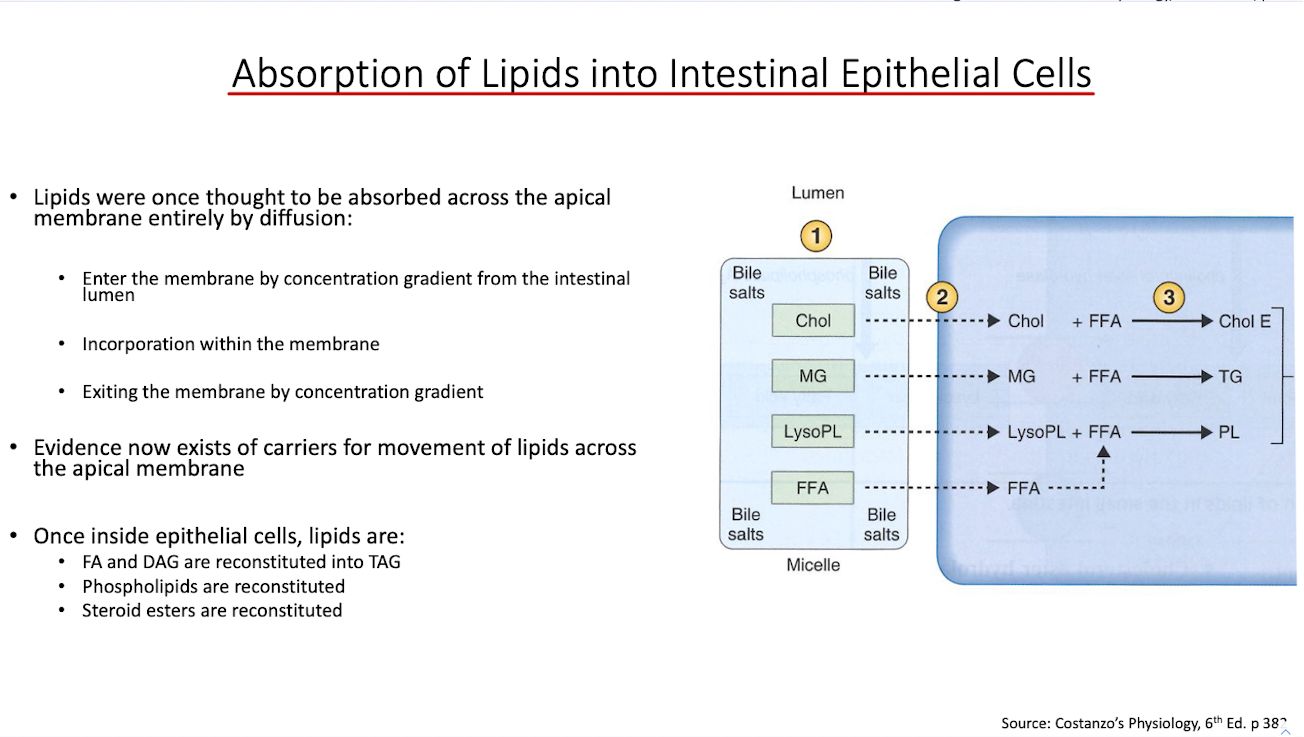 Absorption of Lipids into Intestinal Epithelial Cells
• Lipids were once thought to be absorbed across the apical
membrane entirely by diffusion:
• Enter the membrane by concentration gradient from the intestinal
lumen
• Incorporation within the membrane
• Exiting the membrane by concentration gradient
• Evidence now exists of carriers for movement of lipids across
the apical membrane
• Once inside epithelial cells, lipids are:
• FA and DAG are reconstituted into TAG
• Phospholipids are reconstituted
• Steroid esters are reconstituted
Lumen
1
Bile salts
Bile salts
2
3
Chol
Chol + FFA
Chol E
MG
MG + FFA
TG
LysoPL
LysoPL + FFA
PL
FFA
FFA
Bile salts
Bile salts
Micelle
Source: Costanzo's Physiology, 6th Ed. p